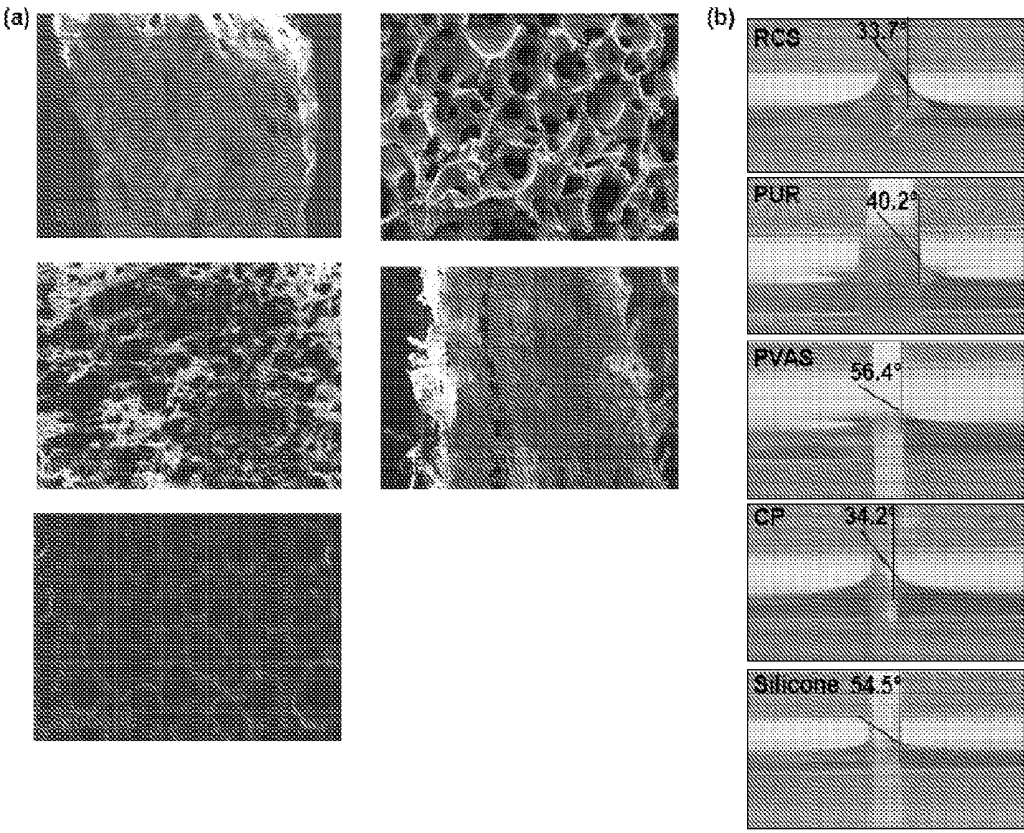 (a)
(b)
RCS 33.7°
PUR 40.2°
PVAS 56.4°
CP 34.2°
Silicone 54.5°